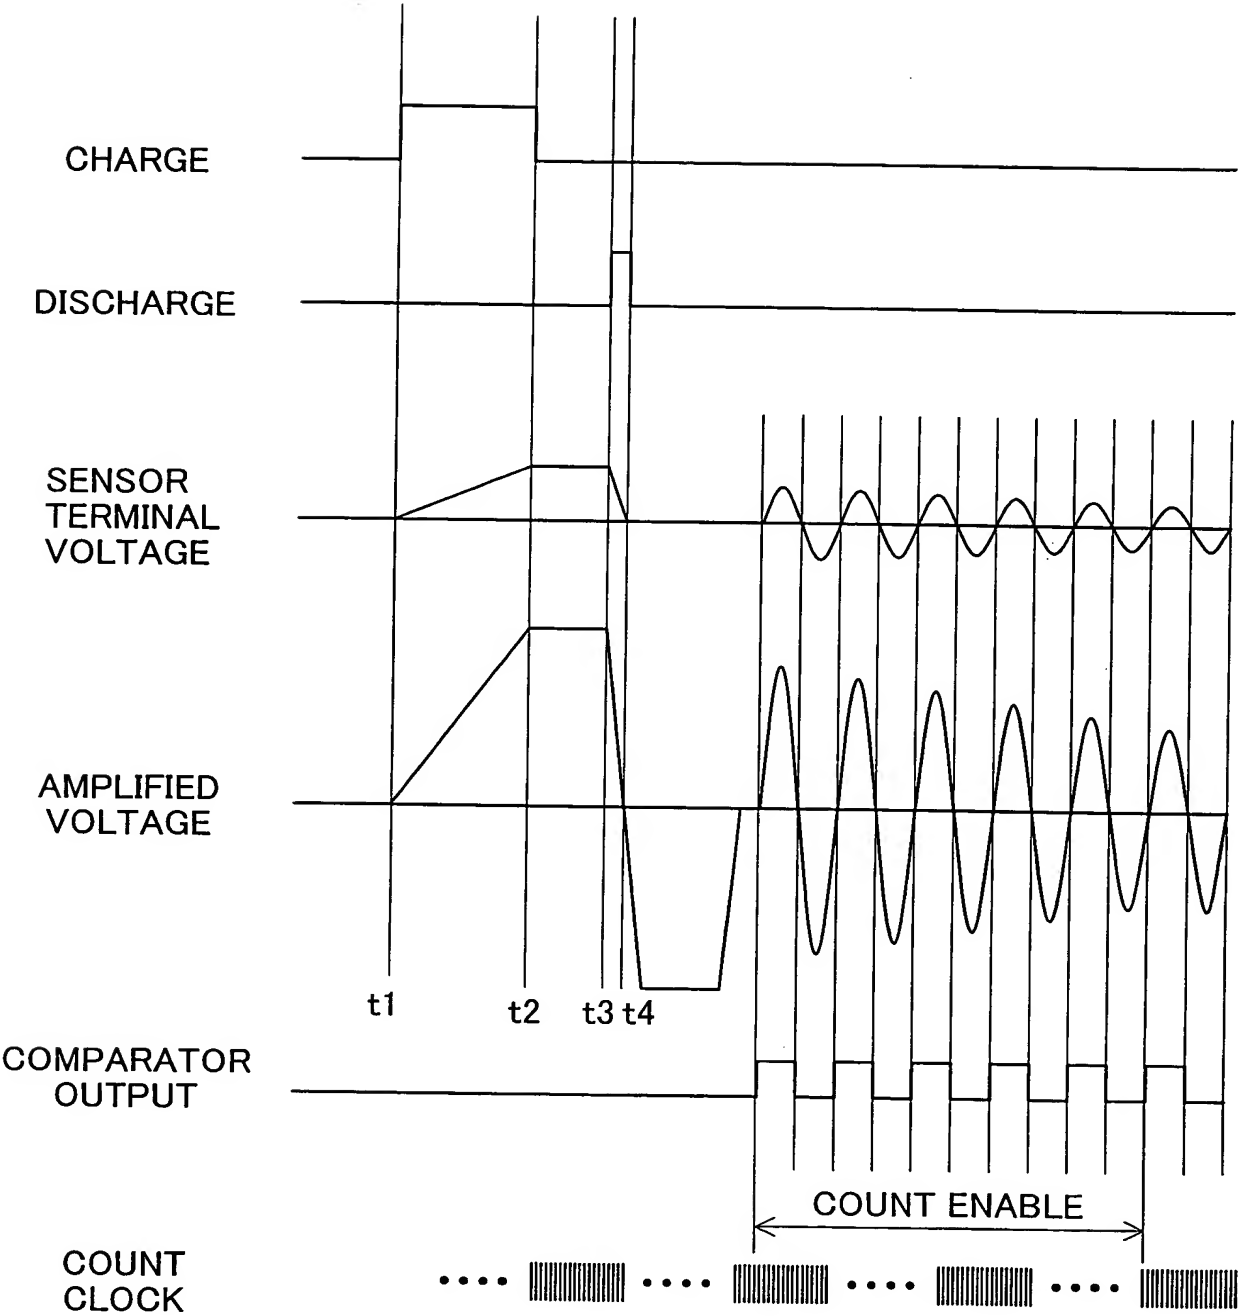 CHARGE
DISCHARGE
SENSOR
TERMINAL
VOLTAGE
AMPLIFIED
VOLTAGE
t1
t2
t3
t4
COMPARATOR
OUTPUT
COUNT ENABLE
COUNT
CLOCK